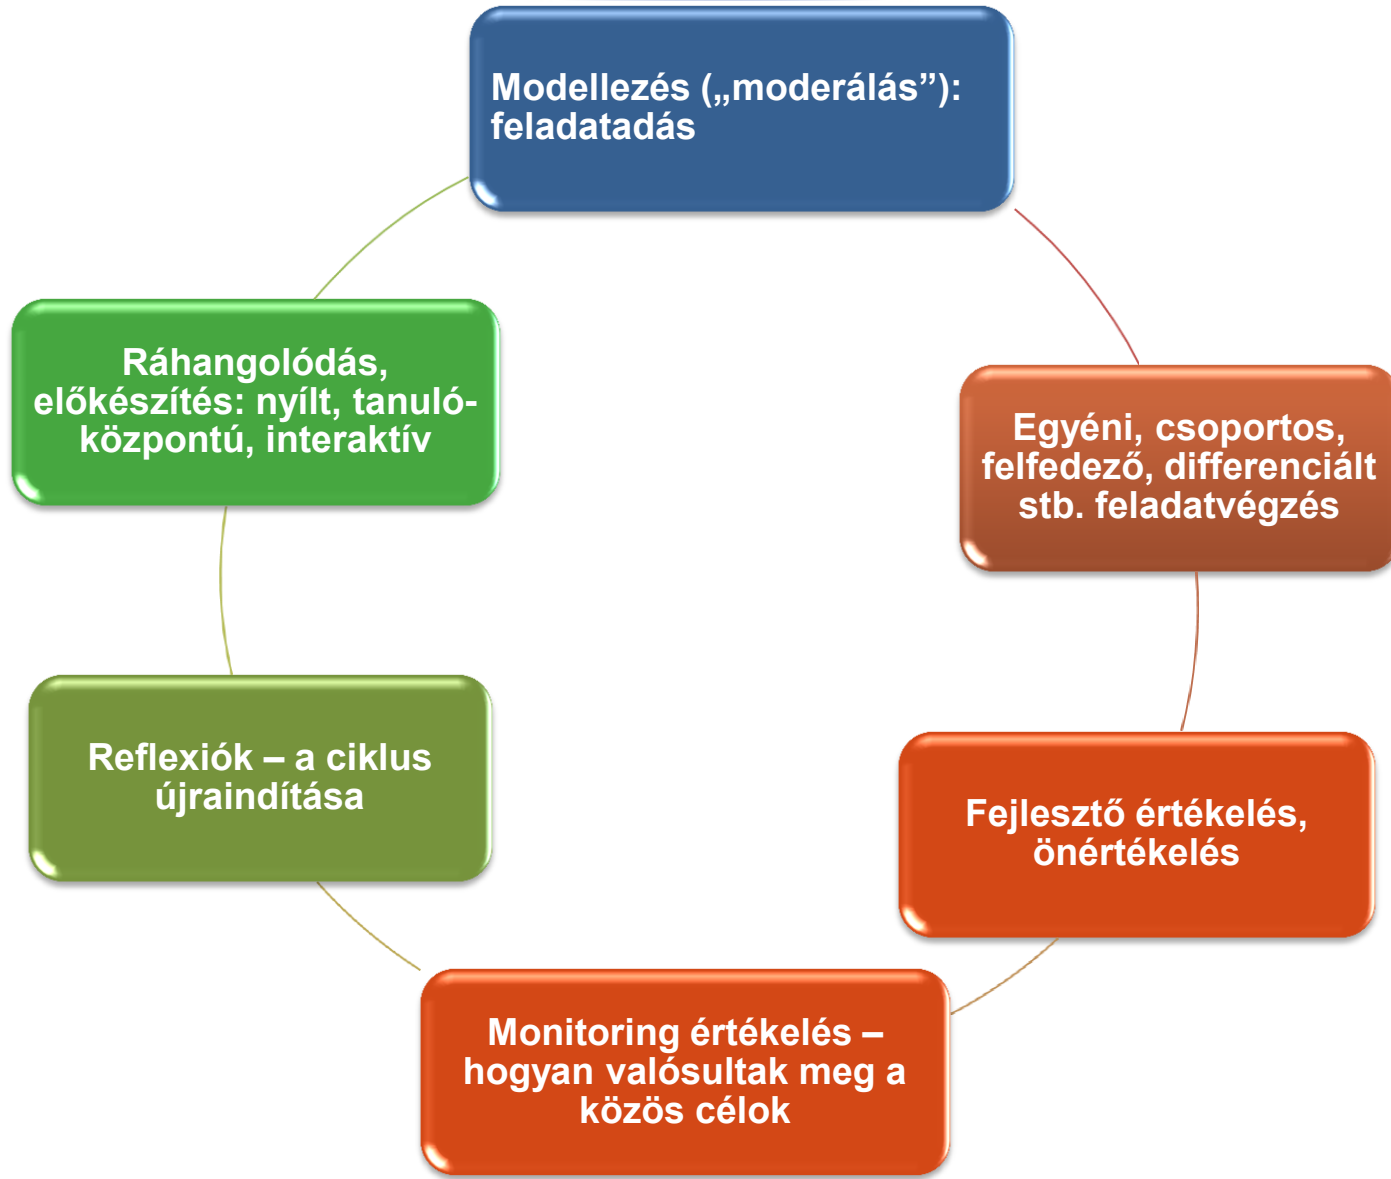 Modellezés („moderálás”):
feladatadás
Egyéni, csoportos,
felfedező, differenciált
stb. feladatvégzés
Fejlesztő értékelés,
önértékelés
Monitoring értékelés –
hogyan valósultak meg a
közös célok
Reflexiók – a ciklus
újraindítása
Ráhangolódás,
előkészítés: nyílt, tanuló-
központú, interaktív